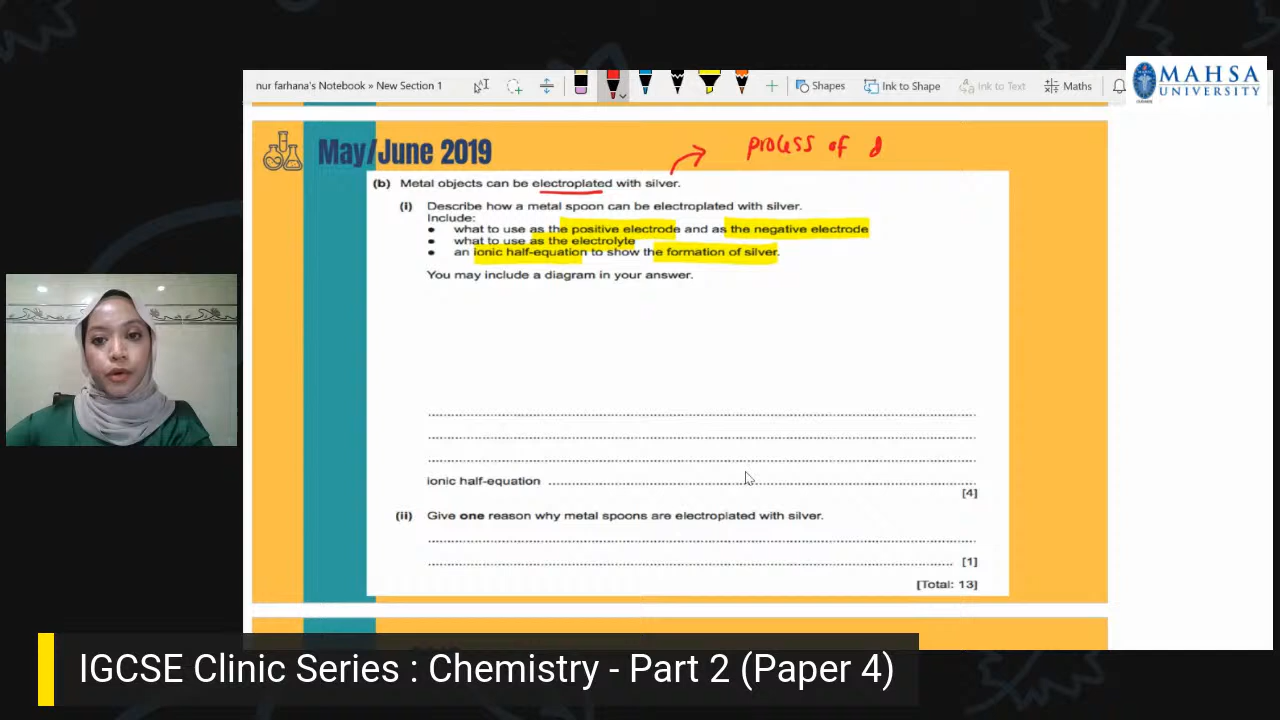 nur farhana's Notebook » New Section 1
Shapes
Ink to Shape
Ink to Text
Maths
MAHSA
UNIVERSITY
May/June 2019
process of
(b) Metal objects can be electroplated with silver.
(i) Describe how a metal spoon can be electroplated with silver.
Include:
• what to use as the positive electrode and as the negative electrode
• what to use as the electrolyte
• an ionic half-equation to show the formation of silver.
You may include a diagram in your answer.
ionic half-equation
[4]
(ii) Give one reason why metal spoons are electroplated with silver.
[1]
[Total: 13]
IGCSE Clinic Series : Chemistry - Part 2 (Paper 4)